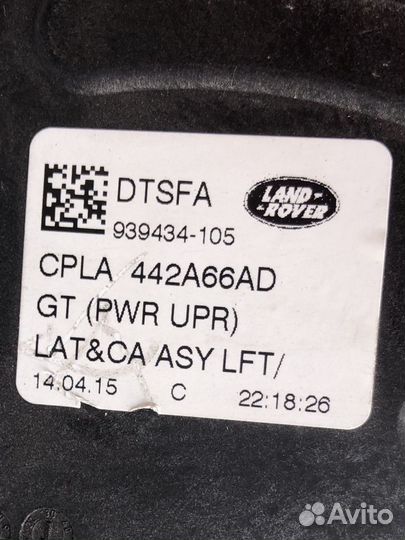 DTSFA
LAND
ROVER
939434-105
CPLA 442A66AD
GT (PWR UPR)
LAT&CA ASY LFT/
14.04.15 C 22:18:26
Avito